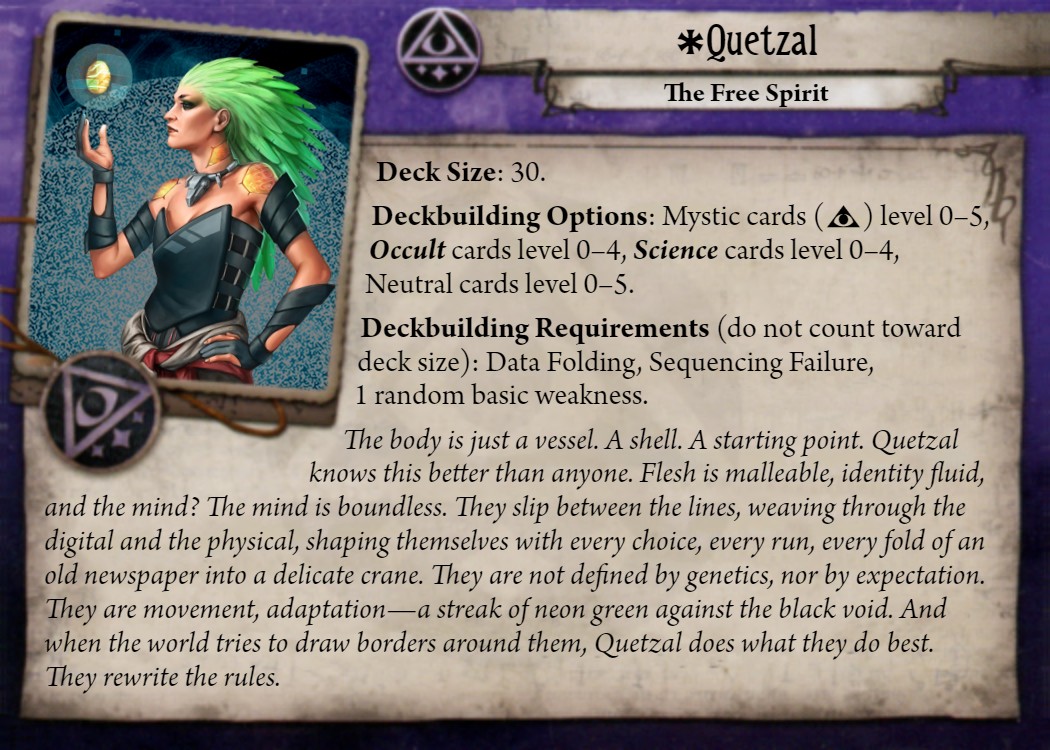 *Quetzal
The Free Spirit
Deck Size: 30.
Deckbuilding Options: Mystic cards ( ) level 0–5,
Occult cards level 0–4, Science cards level 0–4,
Neutral cards level 0–5.
Deckbuilding Requirements (do not count toward
deck size): Data Folding, Sequencing Failure,
1 random basic weakness.
The body is just a vessel. A shell. A starting point. Quetzal
knows this better than anyone. Flesh is malleable, identity fluid,
and the mind? The mind is boundless. They slip between the lines, weaving through the
digital and the physical, shaping themselves with every choice, every run, every fold of an
old newspaper into a delicate crane. They are not defined by genetics, nor by expectation.
They are movement, adaptation—a streak of neon green against the black void. And
when the world tries to draw borders around them, Quetzal does what they do best.
They rewrite the rules.